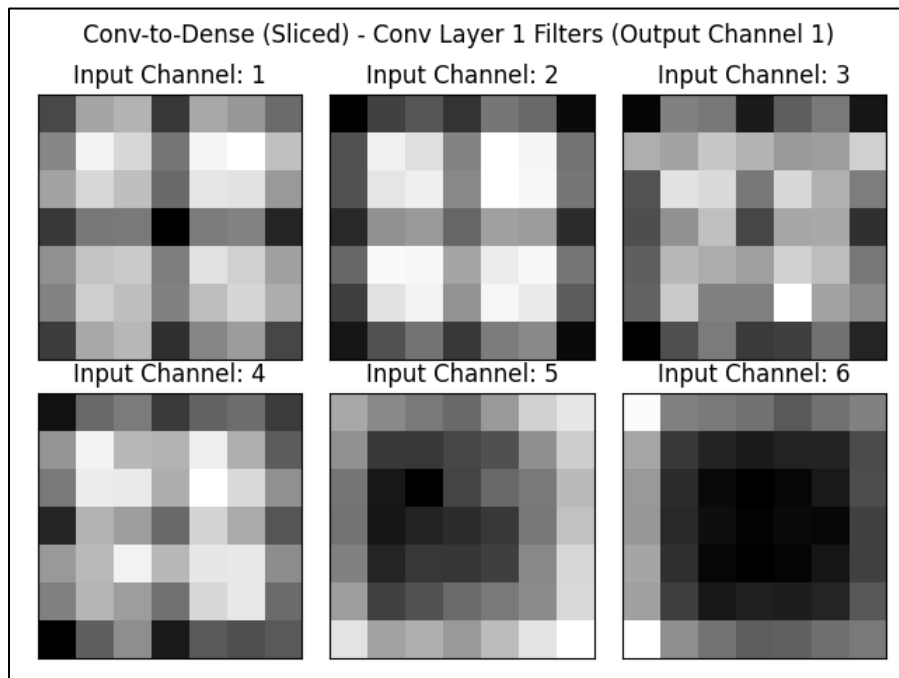 Conv-to-Dense (Sliced) - Conv Layer 1 Filters (Output Channel 1)
Input Channel: 1
Input Channel: 2
Input Channel: 3
Input Channel: 4
Input Channel: 5
Input Channel: 6